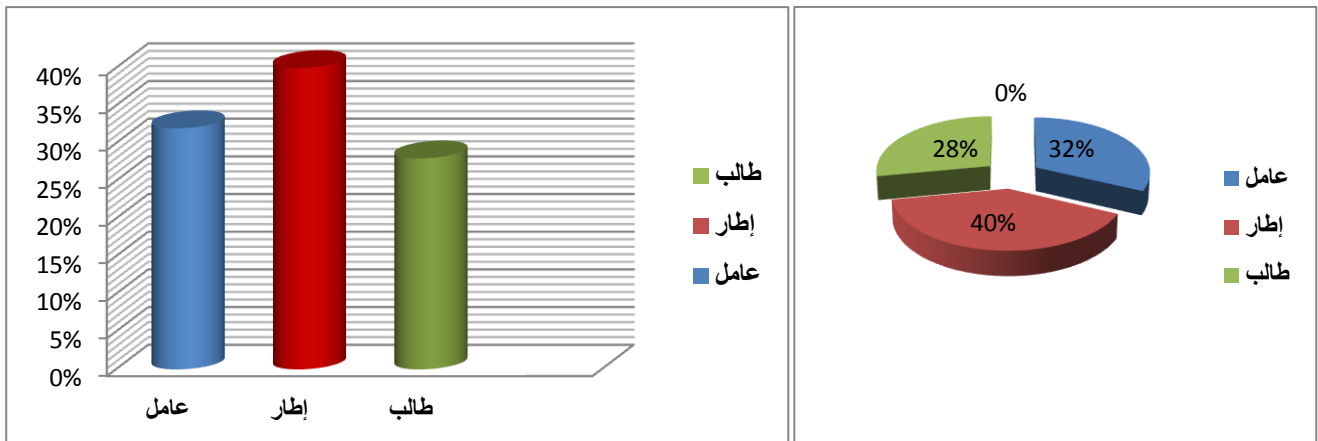 40%
35%
30%
25%
20%
15%
10%
5%
0%
عامل
إطار
طالب
طالب
إطار
عامل
0%
28%
32%
40%
عامل
إطار
طالب